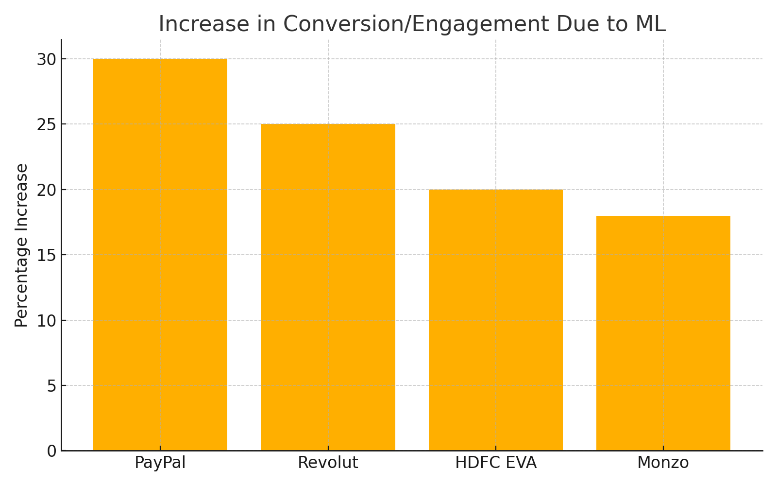 Increase in Conversion/Engagement Due to ML
Percentage Increase
30
25
20
15
10
5
0
PayPal Revolut HDFC EVA Monzo